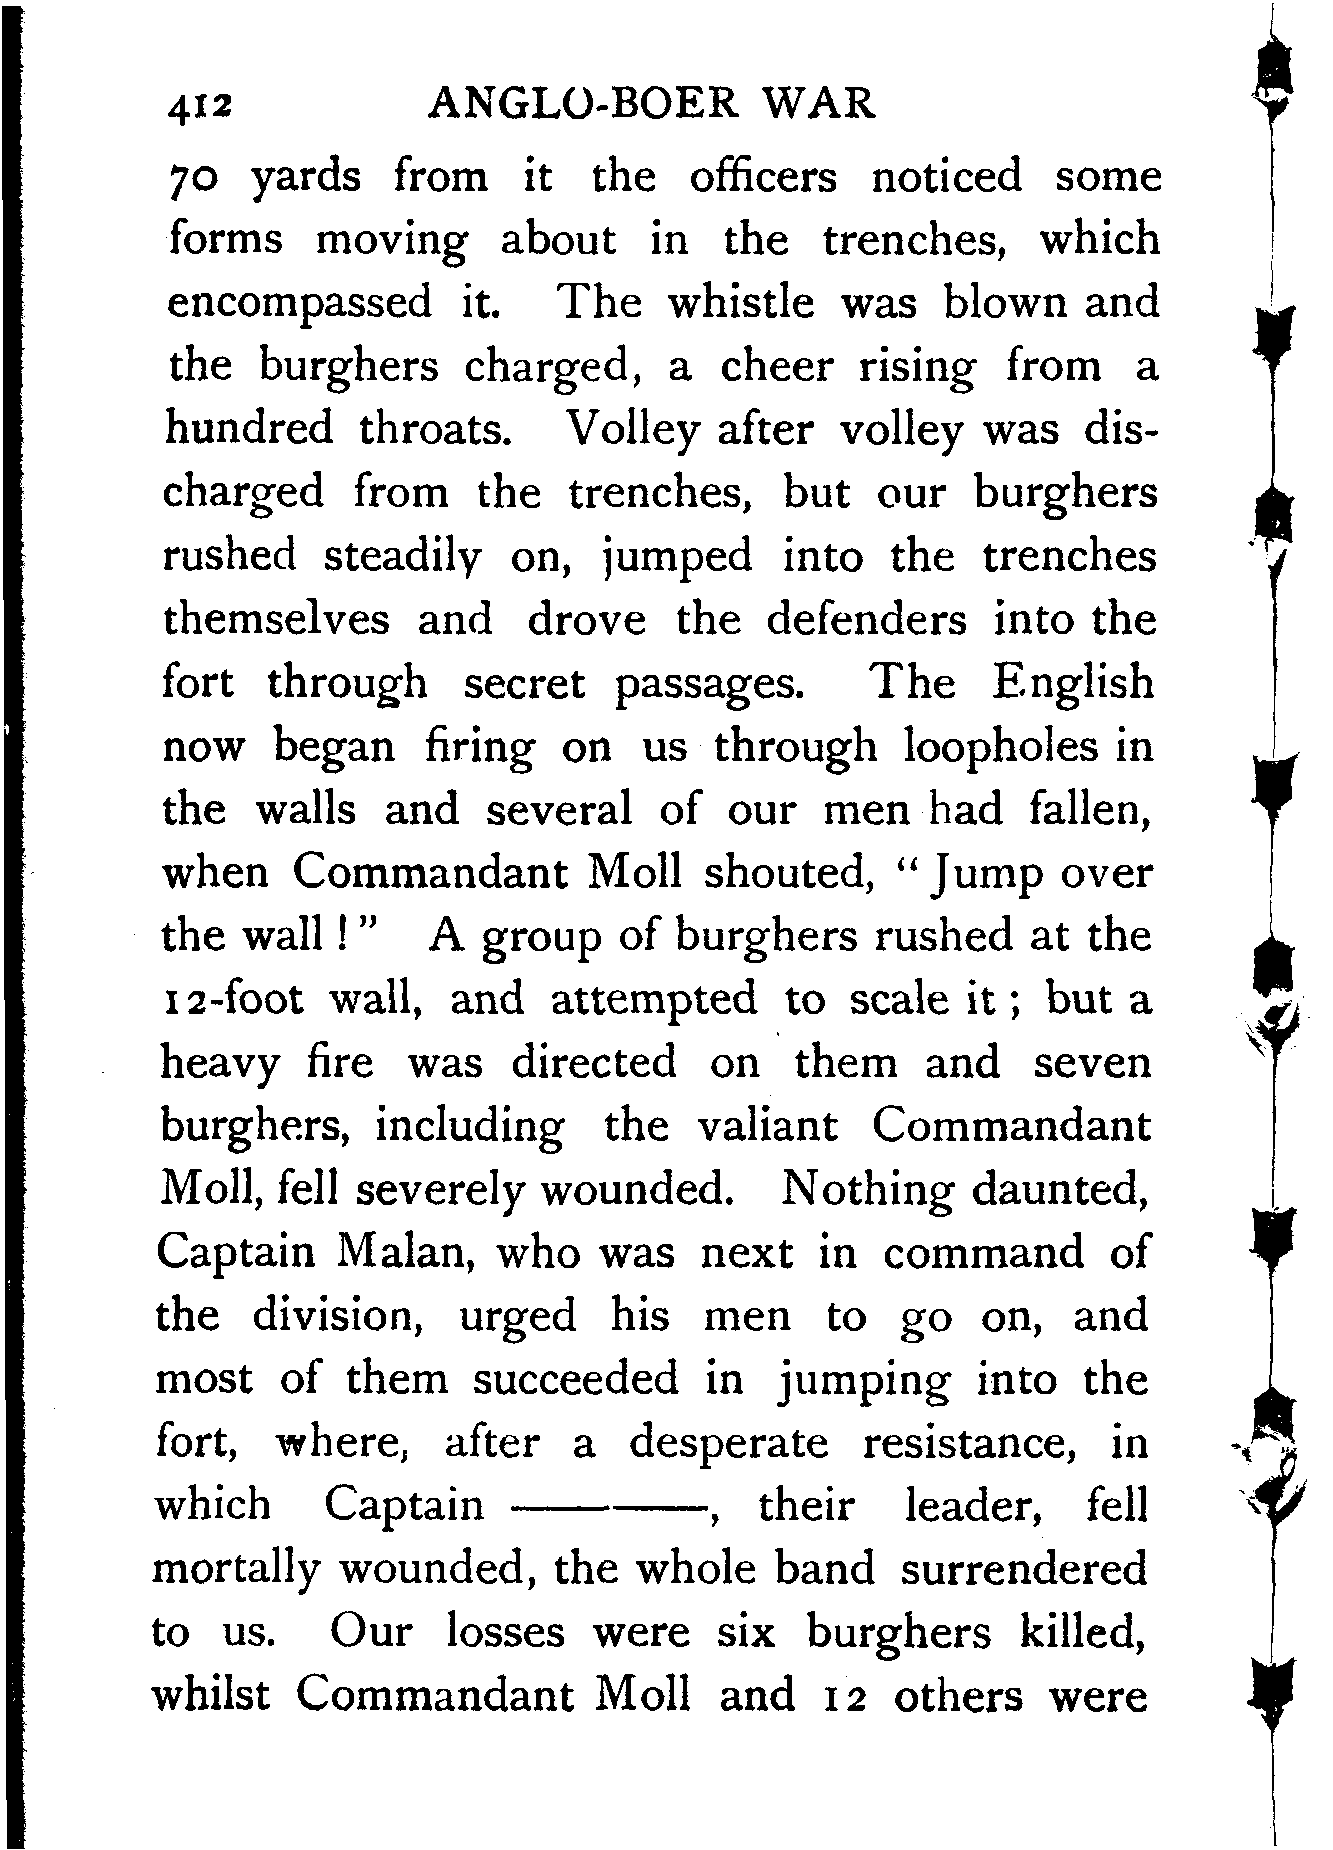 412 ANGLO-BOER WAR
70 yards from it the officers noticed some
forms moving about in the trenches, which
encompassed it. The whistle was blown and
the burghers charged, a cheer rising from a
hundred throats. Volley after volley was dis-
charged from the trenches, but our burghers
rushed steadily on, jumped into the trenches
themselves and drove the defenders into the
fort through secret passages. The English
now began firing on us through loopholes in
the walls and several of our men had fallen,
when Commandant Moll shouted, “Jump over
the wall!” A group of burghers rushed at the
12-foot wall, and attempted to scale it; but a
heavy fire was directed on them and seven
burghers, including the valiant Commandant
Moll, fell severely wounded. Nothing daunted,
Captain Malan, who was next in command of
the division, urged his men to go on, and
most of them succeeded in jumping into the
fort, where, after a desperate resistance, in
which Captain ——, their leader, fell
mortally wounded, the whole band surrendered
to us. Our losses were six burghers killed,
whilst Commandant Moll and 12 others were